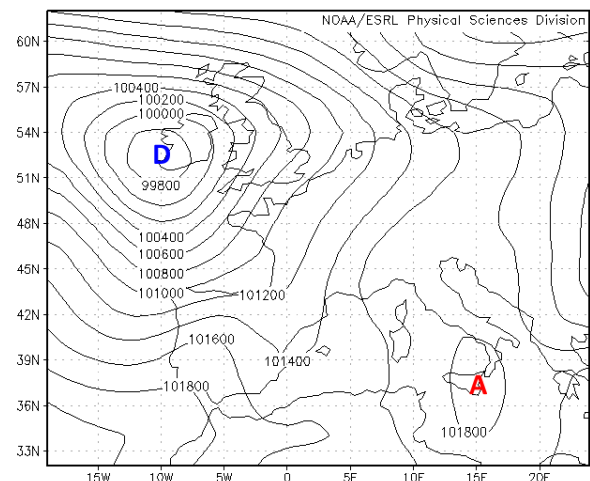 NOAA/ESRL Physical Sciences Division
60N
57N
100400
100200
100000
54N
D
51N
99800
48N
100400
100600
45N
100800
101000
101200
42N
101600
39N
101400
101800
A
36N
101800
33N
15W
10W
5W
0
5E
10E
15E
20E